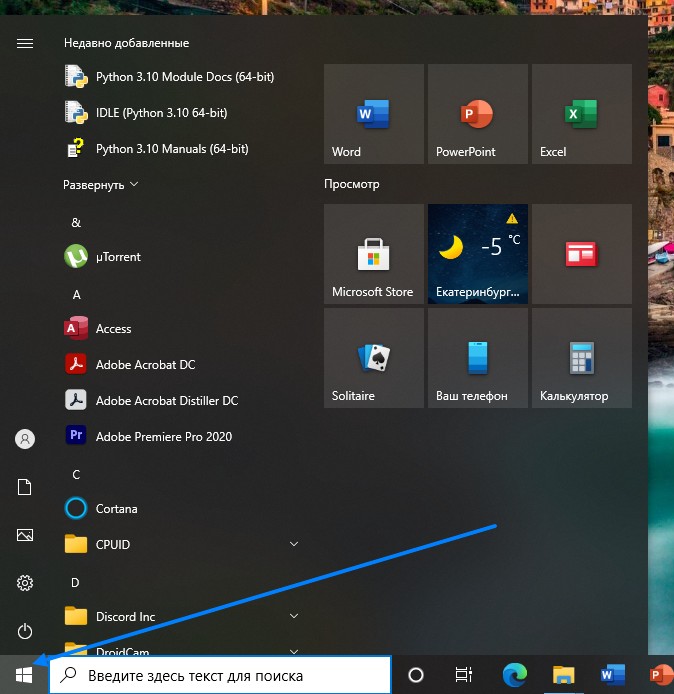 Недавно добавленные
Python 3.10 Module Docs (64-bit)
IDLE (Python 3.10 64-bit)
Python 3.10 Manuals (64-bit)
Развернуть
&
µTorrent
A
Access
Adobe Acrobat DC
Adobe Acrobat Distiller DC
Adobe Premiere Pro 2020
C
Cortana
CPUID
D
Discord Inc
DroidCam
Word
PowerPoint
Excel
Просмотр
Microsoft Store
-5 °C
Екатеринбург...
Solitaire
Ваш телефон
Калькулятор
Введите здесь текст для поиска